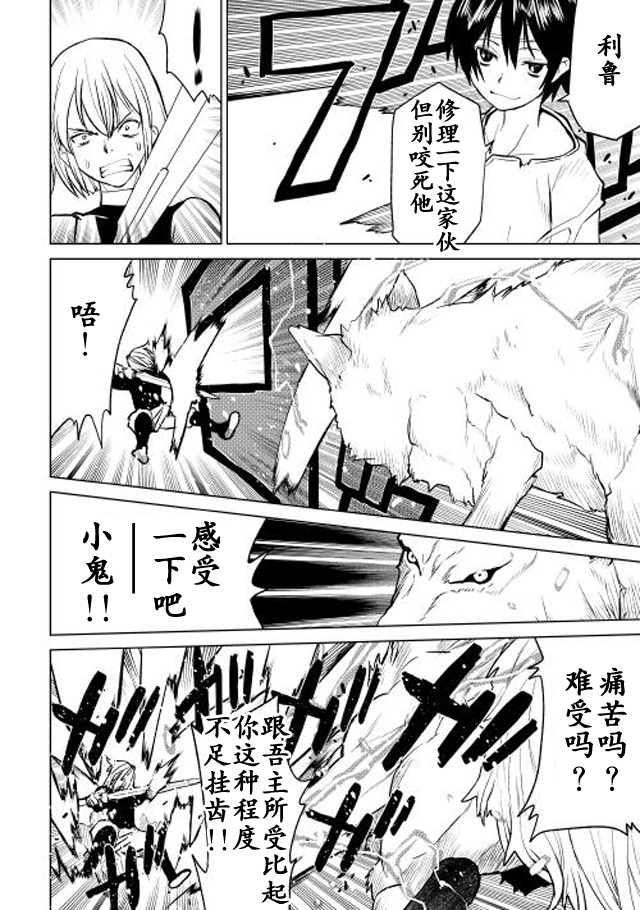 利鲁
修理一下这家伙
但别咬死他
！
唔！
感受
一下吧
——
小鬼！！
痛苦吗？
难受吗？
跟吾主所受比起
你这种程度
不足挂齿！！